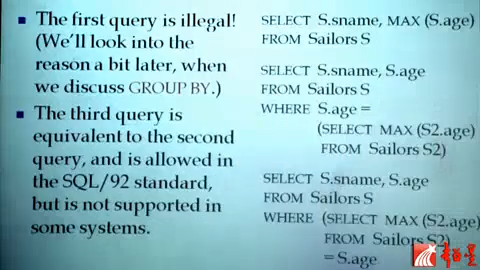 The first query is illegal!
(We'll look into the
reason a bit later, when
we discuss GROUP BY.)
The third query is
equivalent to the second
query, and is allowed in
the SQL/92 standard,
but is not supported in
some systems.
SELECT S.sname, MAX (S.age)
FROM Sailors S
SELECT S.sname, S.age
FROM Sailors S
WHERE S.age =
(SELECT MAX (S2.age)
FROM Sailors S2)
SELECT S.sname, S.age
FROM Sailors S
WHERE (SELECT MAX (S2.age)
FROM Sailors S2)
= S.age